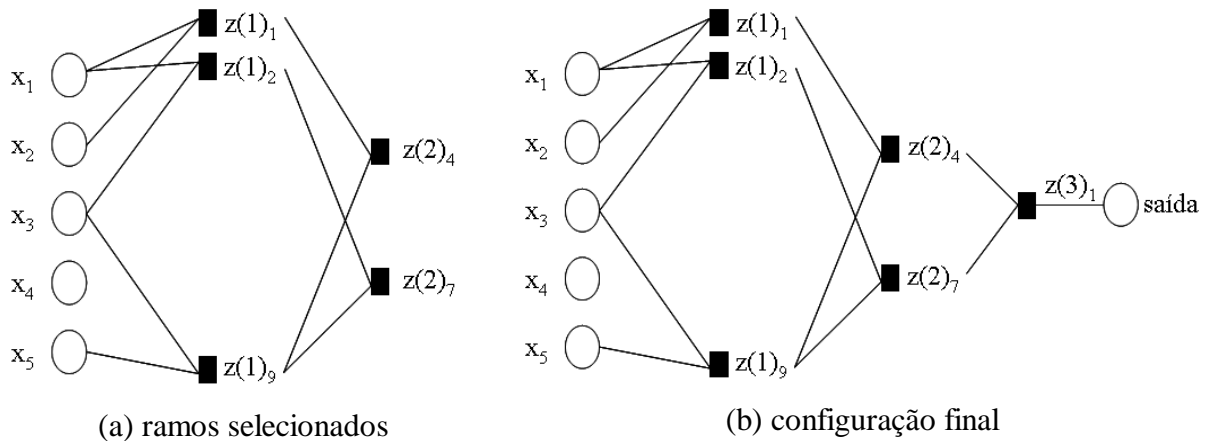 x₁
x₂
x₃
x₄
x₅
z(1)₁
z(1)₂
z(1)₉
z(2)₄
z(2)₇
(a) ramos selecionados
x₁
x₂
x₃
x₄
x₅
z(1)₁
z(1)₂
z(1)₉
z(2)₄
z(2)₇
z(3)₁
saída
(b) configuração final